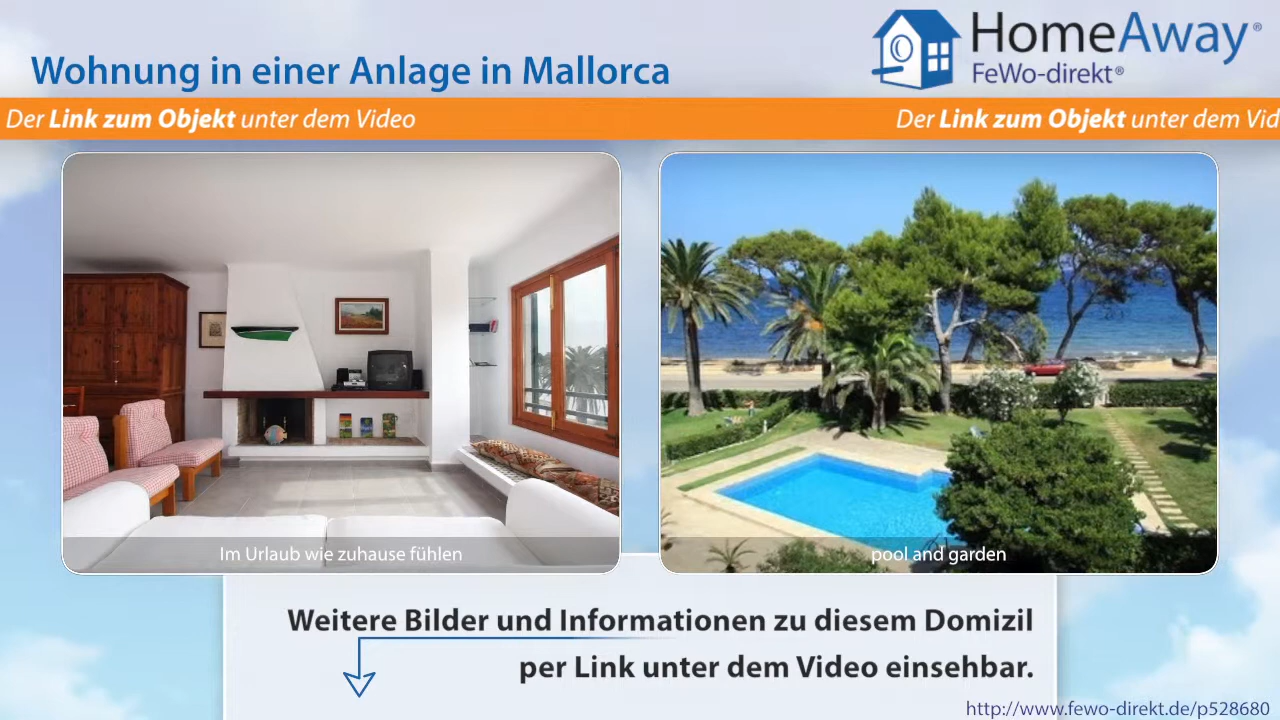 Wohnung in einer Anlage in Mallorca
HomeAway®
FeWo-direkt®
Der Link zum Objekt unter dem Video
Der Link zum Objekt unter dem Vid
Im Urlaub wie zuhause fühlen
pool and garden
Weitere Bilder und Informationen zu diesem Domizil
per Link unter dem Video einsehbar.
http://www.fewo-direkt.de/p528680